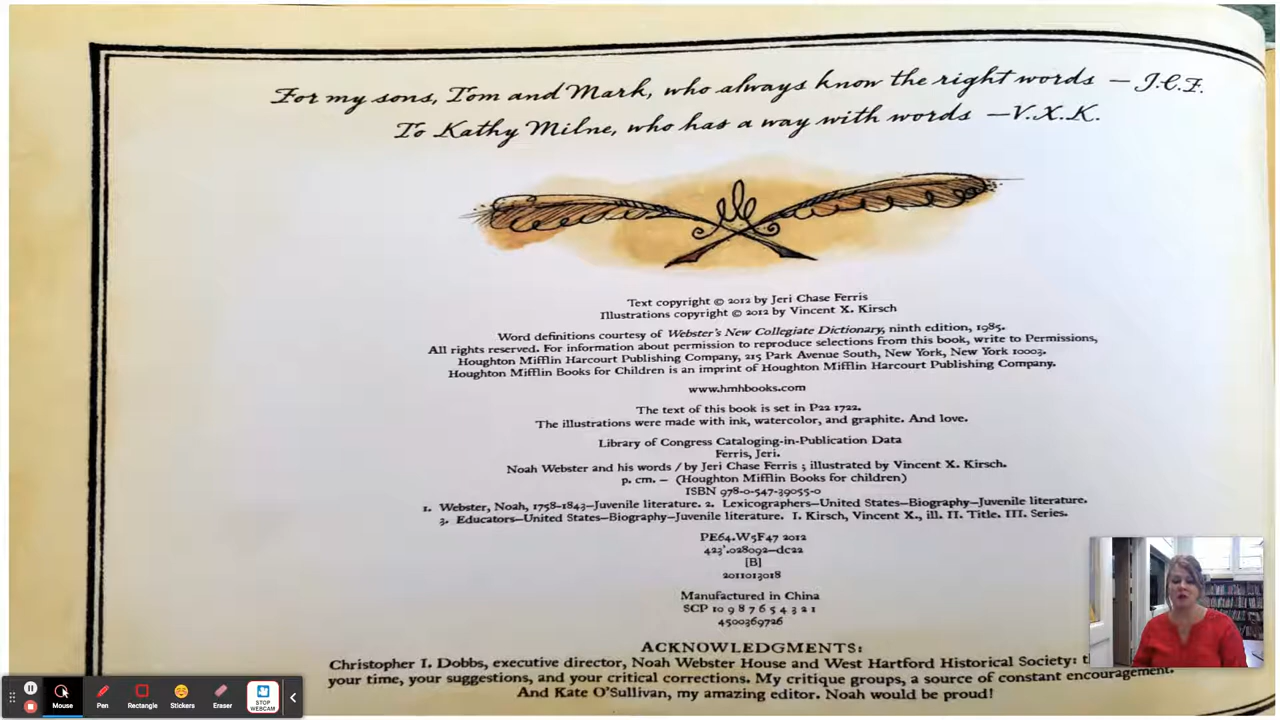 For my sons, Tom and Mark, who always know the right words — J.C.F.
To Kathy Milne, who has a way with words —V.X.K.
Text copyright © 2012 by Jeri Chase Ferris
Illustrations copyright © 2012 by Vincent X. Kirsch
Word definitions courtesy of Webster's New Collegiate Dictionary, ninth edition, 1985.
All rights reserved. For information about permission to reproduce selections from this book, write to Permissions,
Houghton Mifflin Harcourt Publishing Company, 215 Park Avenue South, New York, New York 10003.
Houghton Mifflin Books for Children is an imprint of Houghton Mifflin Harcourt Publishing Company.
www.hmhbooks.com
The text of this book is set in P22 1722.
The illustrations were made with ink, watercolor, and graphite. And love.
Library of Congress Cataloging-in-Publication Data
Ferris, Jeri.
Noah Webster and his words / by Jeri Chase Ferris ; illustrated by Vincent X. Kirsch.
p. cm. — (Houghton Mifflin Books for children)
ISBN 978-0-547-39055-0
1. Webster, Noah, 1758–1843—Juvenile literature. 2. Lexicographers—United States—Biography—Juvenile literature.
3. Educators—United States—Biography—Juvenile literature. I. Kirsch, Vincent X., ill. II. Title. III. Series.
PE64.W5F47 2012
423'.028092—dc22
[B]
2011013018
Manufactured in China
SCP 10 9 8 7 6 5 4 3 2 1
4500369726
ACKNOWLEDGMENTS:
Christopher I. Dobbs, executive director, Noah Webster House and West Hartford Historical Society:
your time, your suggestions, and your critical corrections. My critique groups, a source of constant encouragement.
And Kate O'Sullivan, my amazing editor. Noah would be proud!
Mouse
Pen
Rectangle
Stickers
Eraser
STOP
WEBCAM